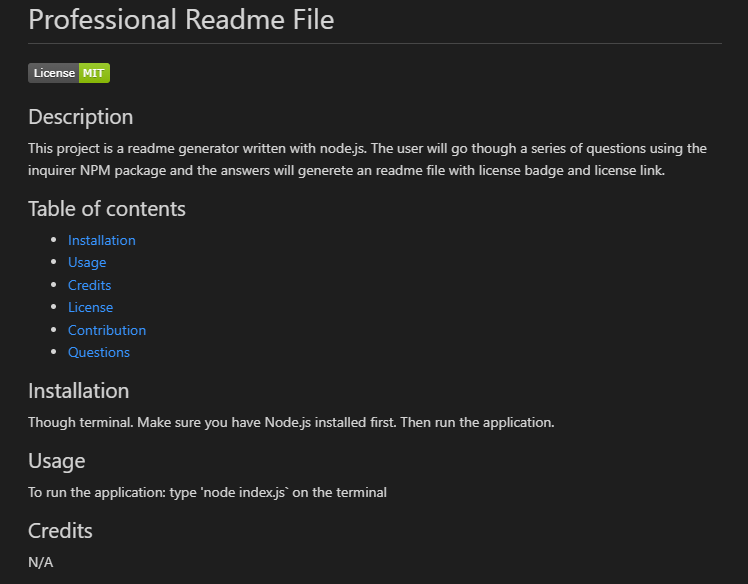 Professional Readme File
License MIT
Description
This project is a readme generator written with node.js. The user will go though a series of questions using the
inquirer NPM package and the answers will generete an readme file with license badge and license link.
Table of contents
Installation
Usage
Credits
License
Contribution
Questions
Installation
Though terminal. Make sure you have Node.js installed first. Then run the application.
Usage
To run the application: type 'node index.js` on the terminal
Credits
N/A